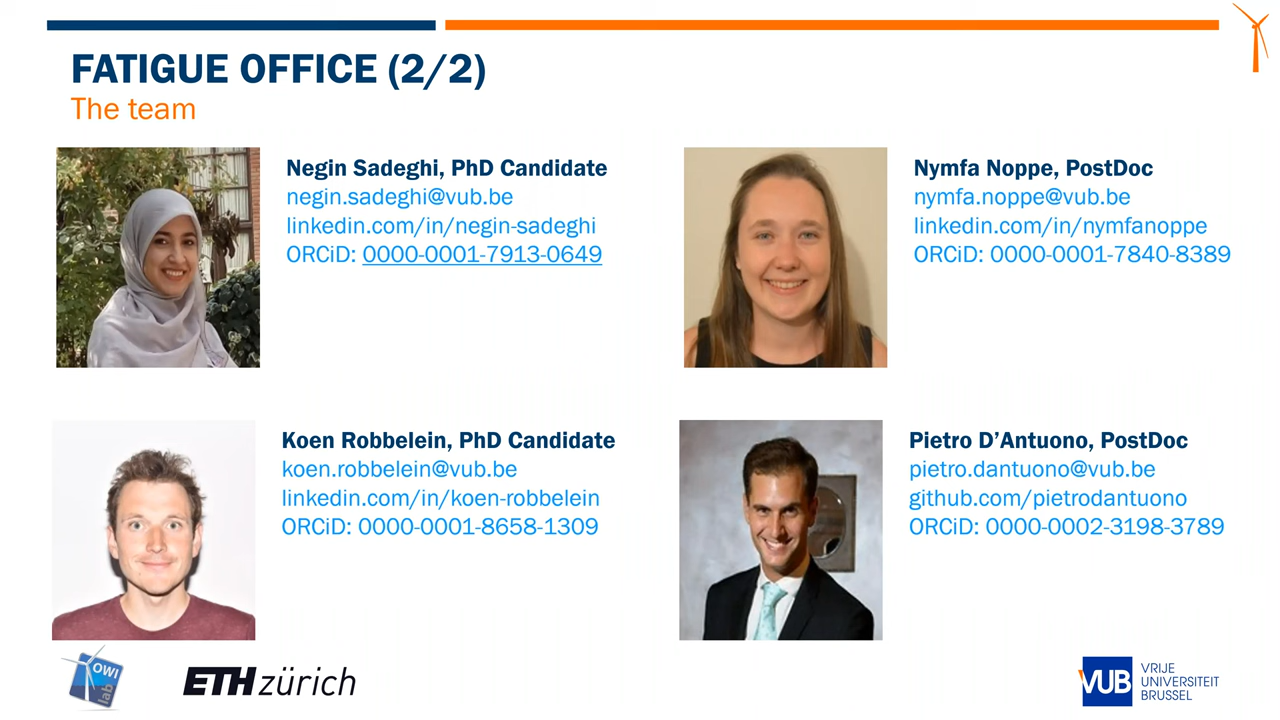 FATIGUE OFFICE (2/2)
The team
Negin Sadeghi, PhD Candidate
negin.sadeghi@vub.be
linkedin.com/in/negin-sadeghi
ORCiD: 0000-0001-7913-0649
Nymfa Noppe, PostDoc
nymfa.noppe@vub.be
linkedin.com/in/nymfanoppe
ORCiD: 0000-0001-7840-8389
Koen Robbelein, PhD Candidate
koen.robbelein@vub.be
linkedin.com/in/koen-robbelein
ORCiD: 0000-0001-8658-1309
Pietro D’Antuono, PostDoc
pietro.dantuono@vub.be
github.com/pietrodantuono
ORCiD: 0000-0002-3198-3789
OWI
lab
ETH zürich
VUB
VRIJE
UNIVERSITEIT
BRUSSEL